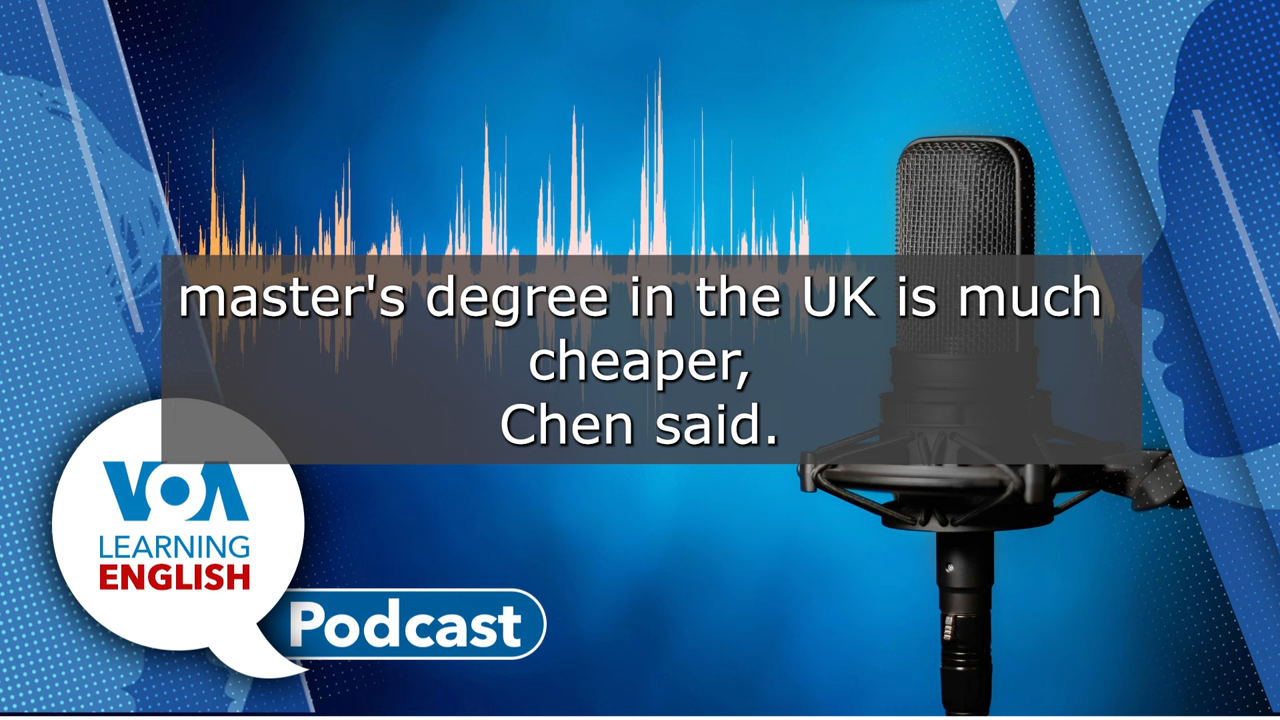 master's degree in the UK is much
cheaper,
Chen said.
VOA
LEARNING
ENGLISH
Podcast